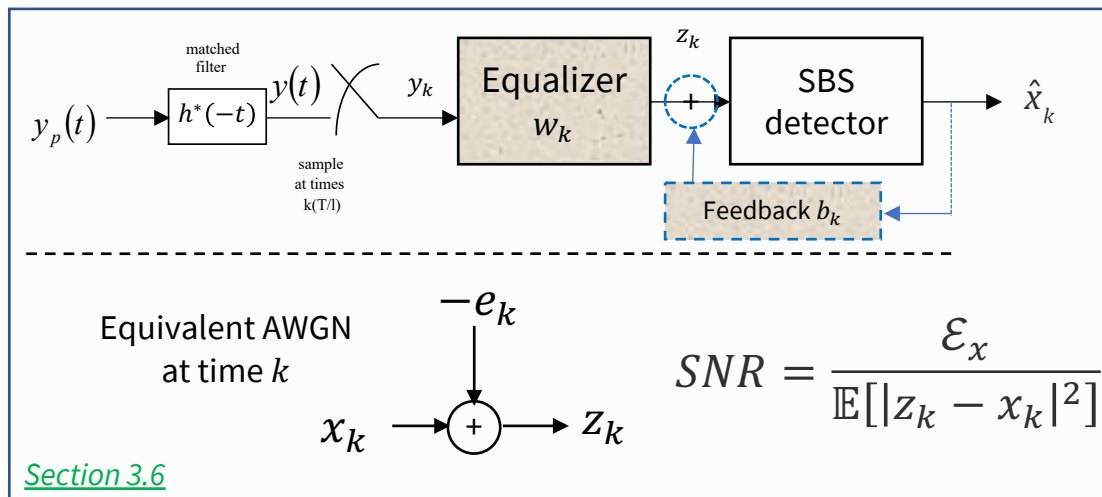 matched
filter
y_p(t)
h*(-t)
y(t)
sample
at times
k(T/l)
y_k
Equalizer
w_k
z_k
+
SBS
detector
x̂_k
Feedback b_k
Equivalent AWGN
at time k
-e_k
x_k
+
z_k
SNR = ℰ_x / 𝔼[|z_k − x_k|²]
Section 3.6